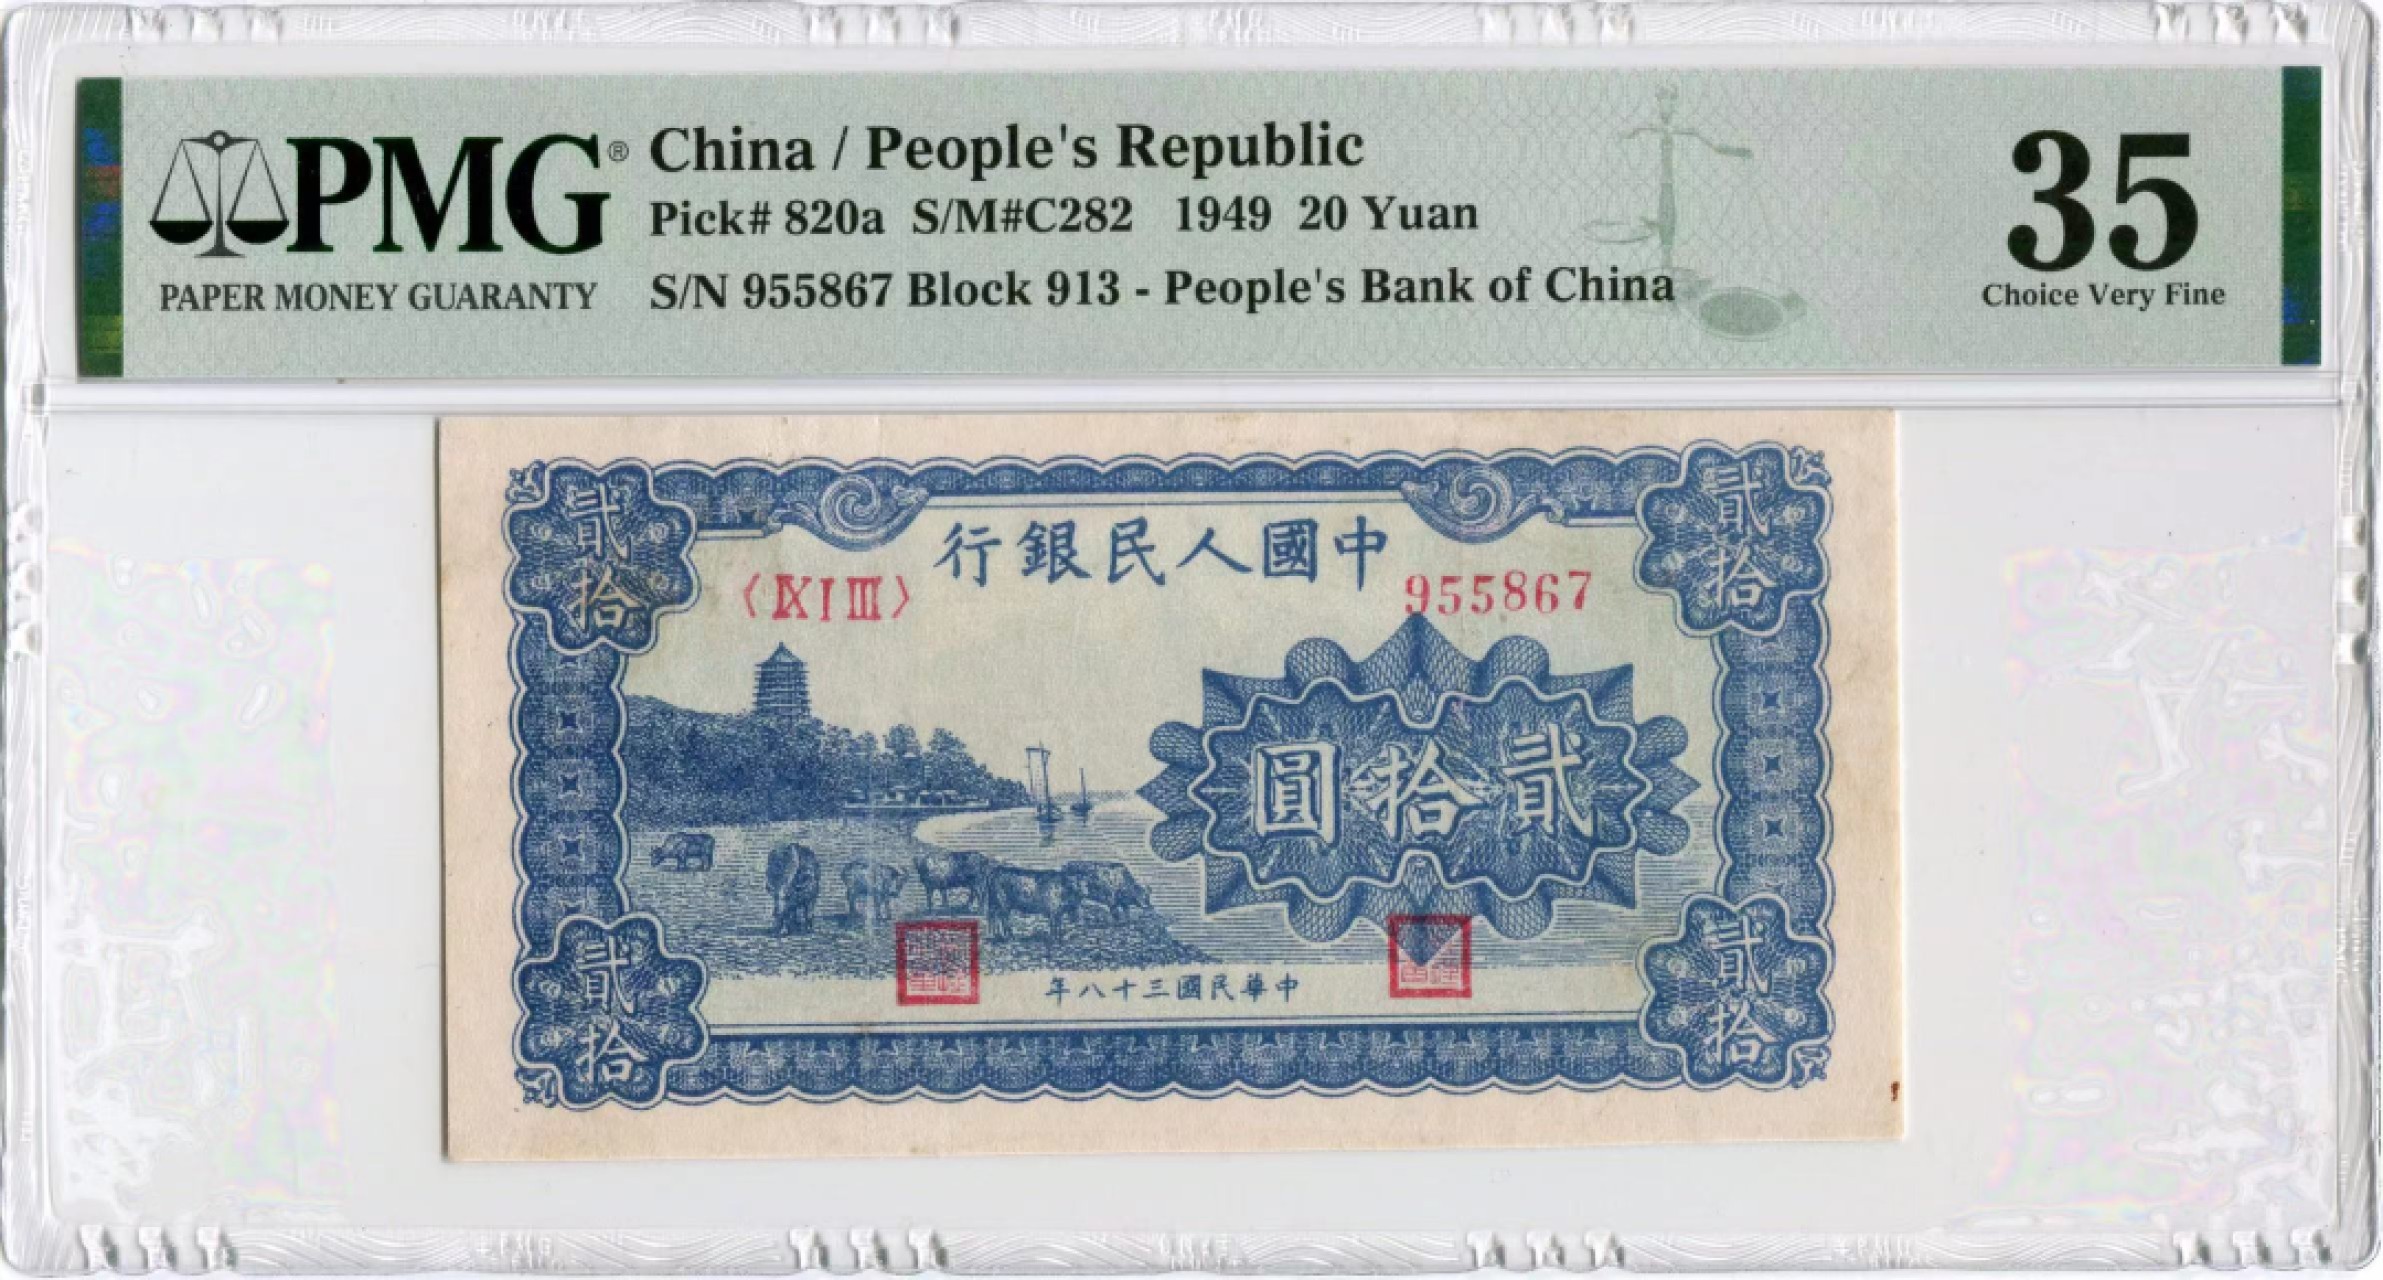 PMG®
PAPER MONEY GUARANTY
China / People's Republic
Pick# 820a S/M#C282 1949 20 Yuan
S/N 955867 Block 913 - People's Bank of China
35
Choice Very Fine
貳拾
貳拾
行銀民人國中
〈ⅨⅠⅢ〉
955867
圓拾貳
年八十三國民華中
貳拾
貳拾